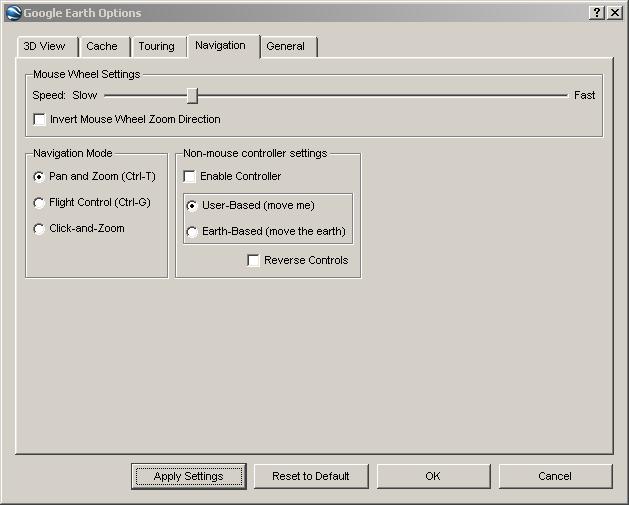 Google Earth Options
3D View Cache Touring Navigation General
Mouse Wheel Settings
Speed: Slow Fast
Invert Mouse Wheel Zoom Direction
Navigation Mode
Pan and Zoom (Ctrl-T)
Flight Control (Ctrl-G)
Click-and-Zoom
Non-mouse controller settings
Enable Controller
User-Based (move me)
Earth-Based (move the earth)
Reverse Controls
Apply Settings Reset to Default OK Cancel